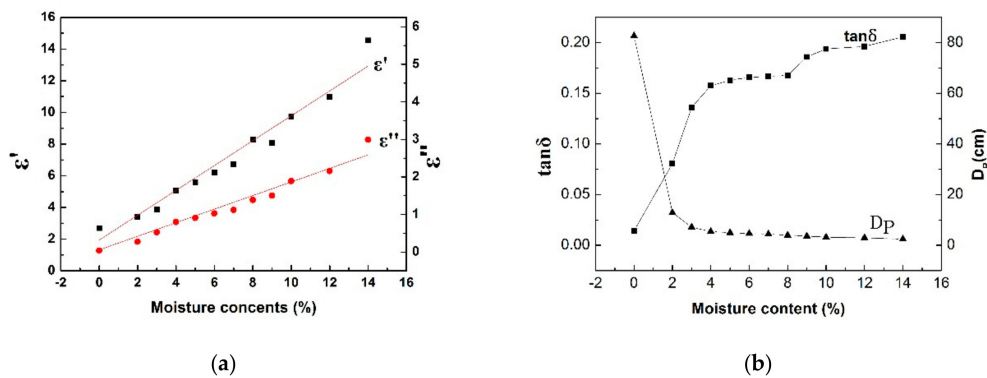 16
14
12
10
8
6
4
2
0
ε'
6
5
4
3
2
1
0
ε''
ε'
ε''
-2 0 2 4 6 8 10 12 14 16
Moisture concents (%)
(a)
0.20
0.15
0.10
0.05
0.00
tanδ
80
60
40
20
0
D_P(cm)
tanδ
D_P
-2 0 2 4 6 8 10 12 14 16
Moisture content (%)
(b)